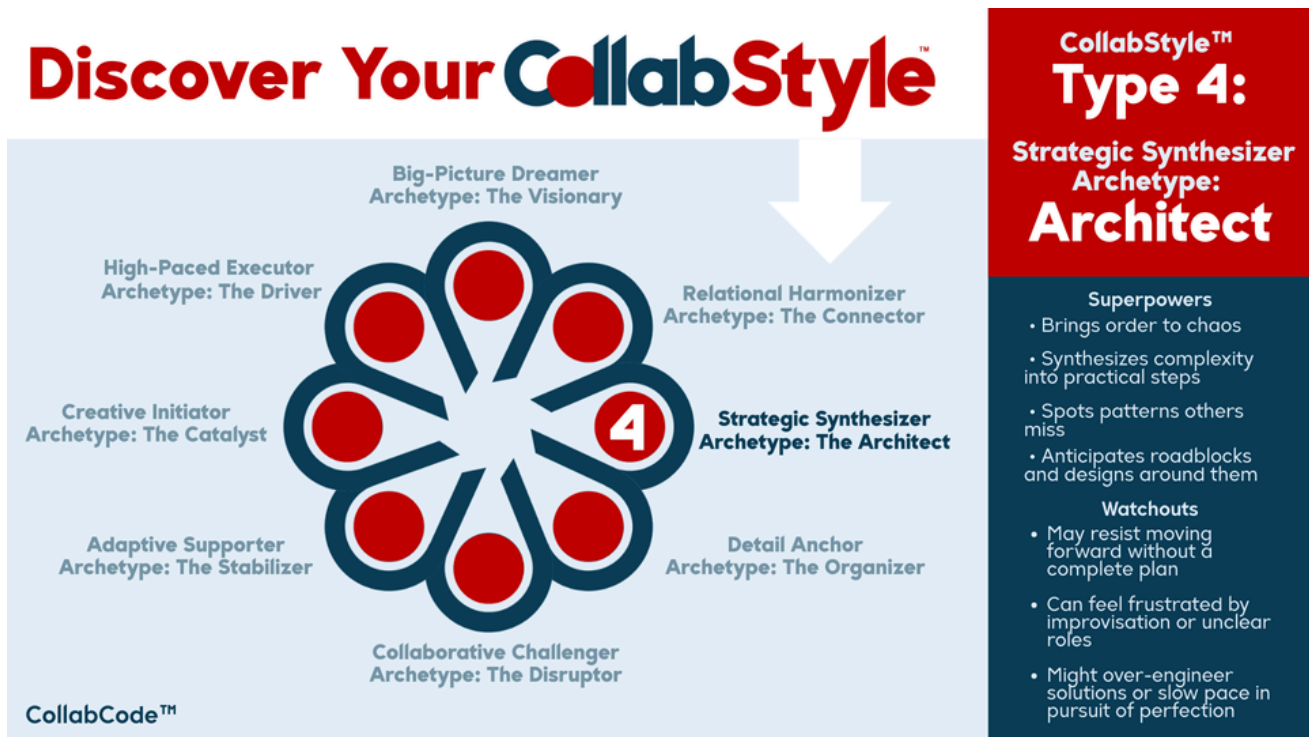 Discover Your CollabStyle™
Big-Picture Dreamer
Archetype: The Visionary
High-Paced Executor
Archetype: The Driver
Relational Harmonizer
Archetype: The Connector
Creative Initiator
Archetype: The Catalyst
4
Strategic Synthesizer
Archetype: The Architect
Adaptive Supporter
Archetype: The Stabilizer
Detail Anchor
Archetype: The Organizer
Collaborative Challenger
Archetype: The Disruptor
CollabCode™
CollabStyle™
Type 4:
Strategic Synthesizer
Archetype:
Architect
Superpowers
• Brings order to chaos
• Synthesizes complexity
into practical steps
• Spots patterns others
miss
• Anticipates roadblocks
and designs around them
Watchouts
• May resist moving
forward without a
complete plan
• Can feel frustrated by
improvisation or unclear
roles
• Might over-engineer
solutions or slow pace in
pursuit of perfection